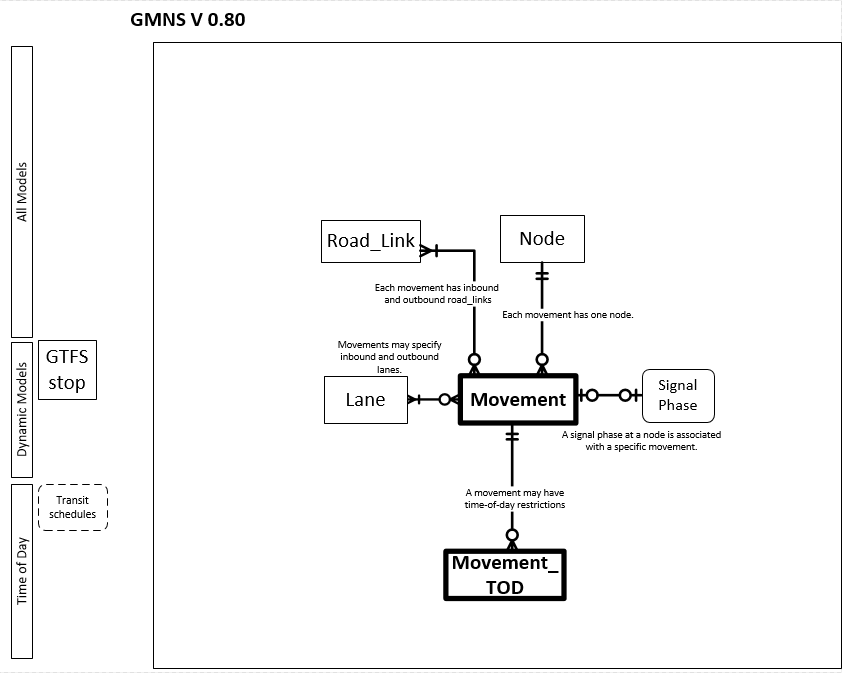 GMNS V 0.80
All Models
Road_Link
Node
Each movement has inbound
and outbound road_links
Each movement has one node.
Dynamic Models
GTFS
stop
Movements may specify
inbound and outbound
lanes.
Lane
Movement
Signal
Phase
A signal phase at a node is associated
with a specific movement.
Time of Day
Transit
schedules
A movement may have
time-of-day restrictions
Movement_
TOD